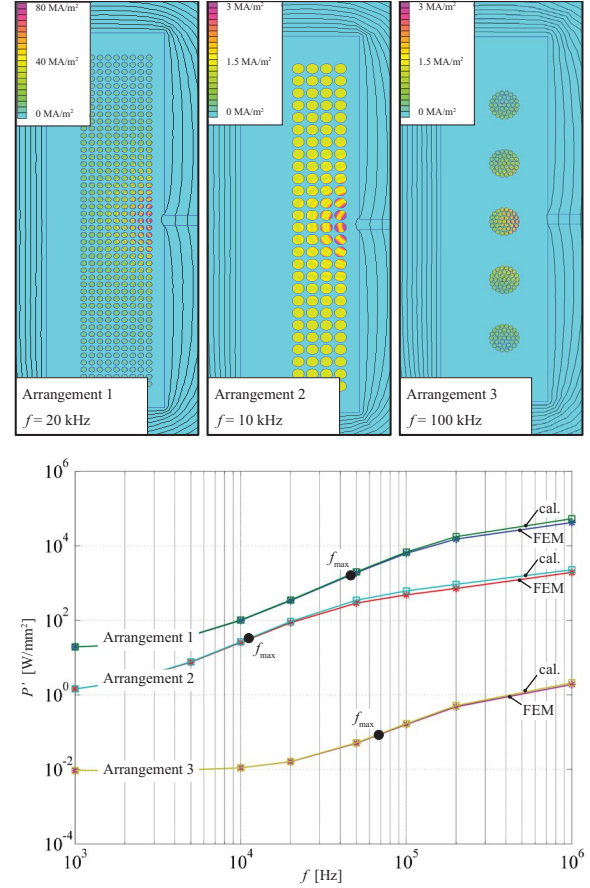 80 MA/m²
40 MA/m²
0 MA/m²
Arrangement 1
f = 20 kHz
3 MA/m²
1.5 MA/m²
0 MA/m²
Arrangement 2
f = 10 kHz
3 MA/m²
1.5 MA/m²
0 MA/m²
Arrangement 3
f = 100 kHz
10⁶
10⁴
10²
10⁰
10⁻²
10⁻⁴
P' [W/mm²]
cal.
FEM
cal.
FEM
fmax
Arrangement 1
fmax
Arrangement 2
cal.
FEM
fmax
Arrangement 3
10³
10⁴
10⁵
10⁶
f [Hz]